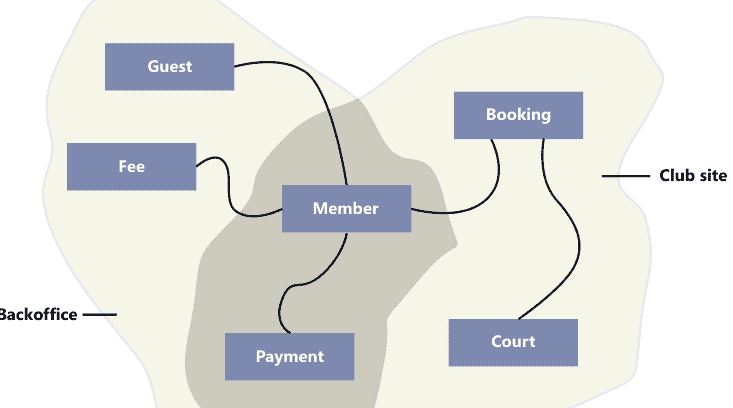 Guest
Booking
Fee
Club site
Member
Backoffice
Court
Payment